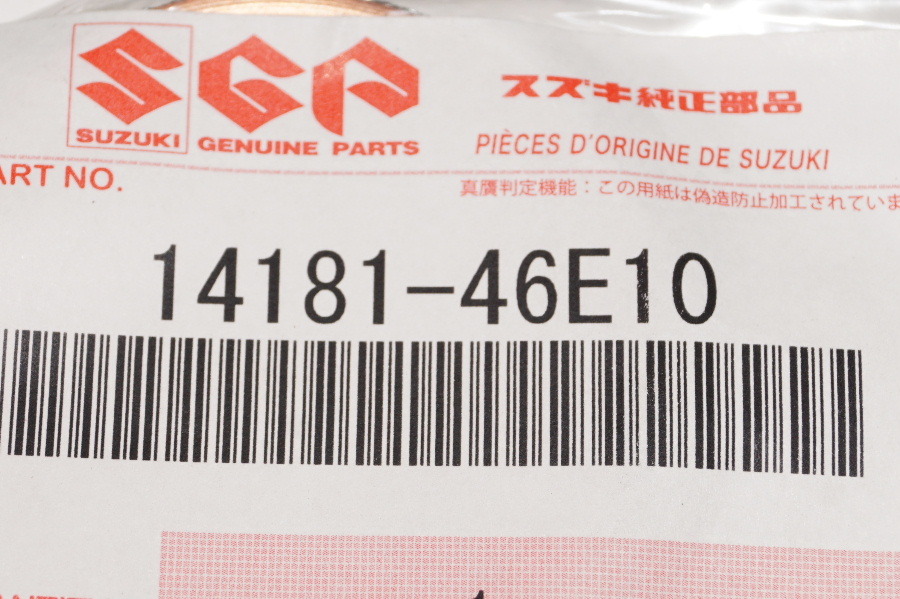 SUZUKI
GENUINE PARTS
スズキ純正部品
PIÈCES D'ORIGINE DE SUZUKI
ART NO.
真贋判定機能：この用紙は偽造防止加工されていま
14181-46E10